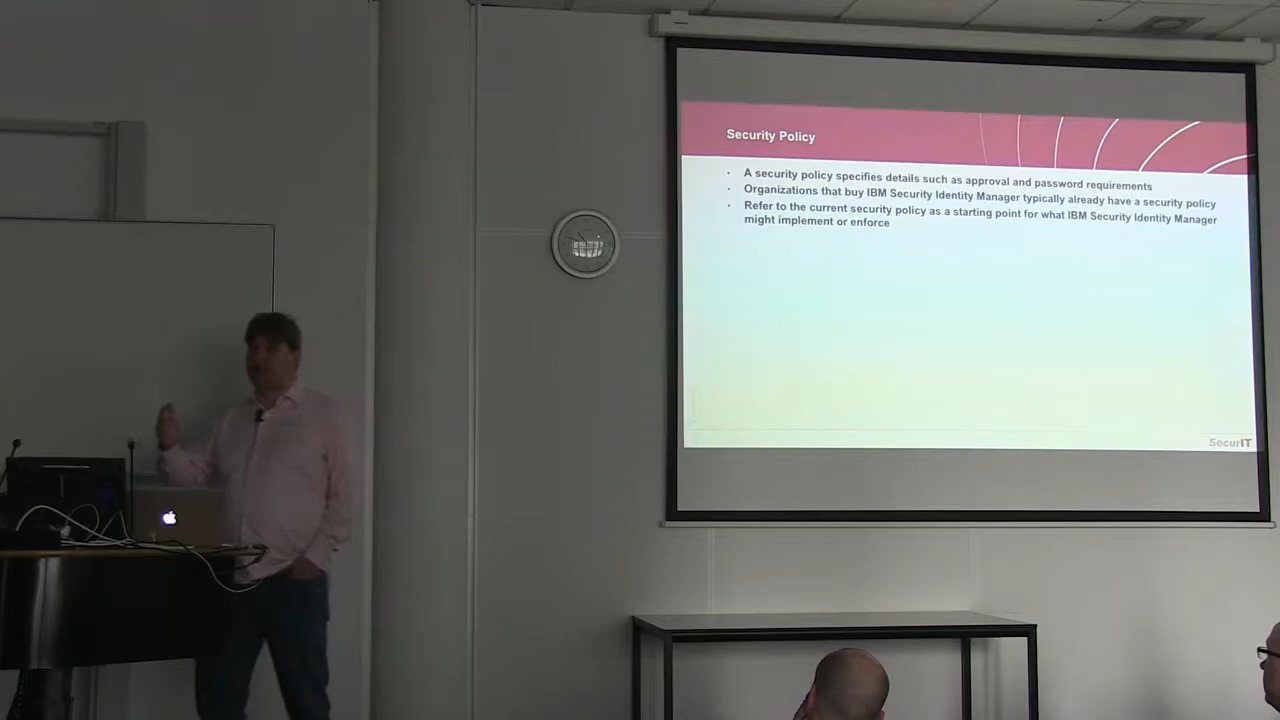 Security Policy
· A security policy specifies details such as approval and password requirements
· Organizations that buy IBM Security Identity Manager typically already have a security policy
· Refer to the current security policy as a starting point for what IBM Security Identity Manager
might implement or enforce
SecurIT